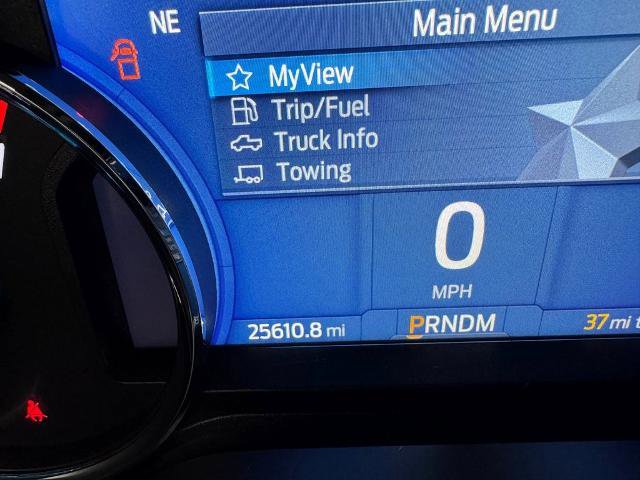 NE
Main Menu
MyView
Trip/Fuel
Truck Info
Towing
0
MPH
25610.8 mi
PRNDM
37 mi t